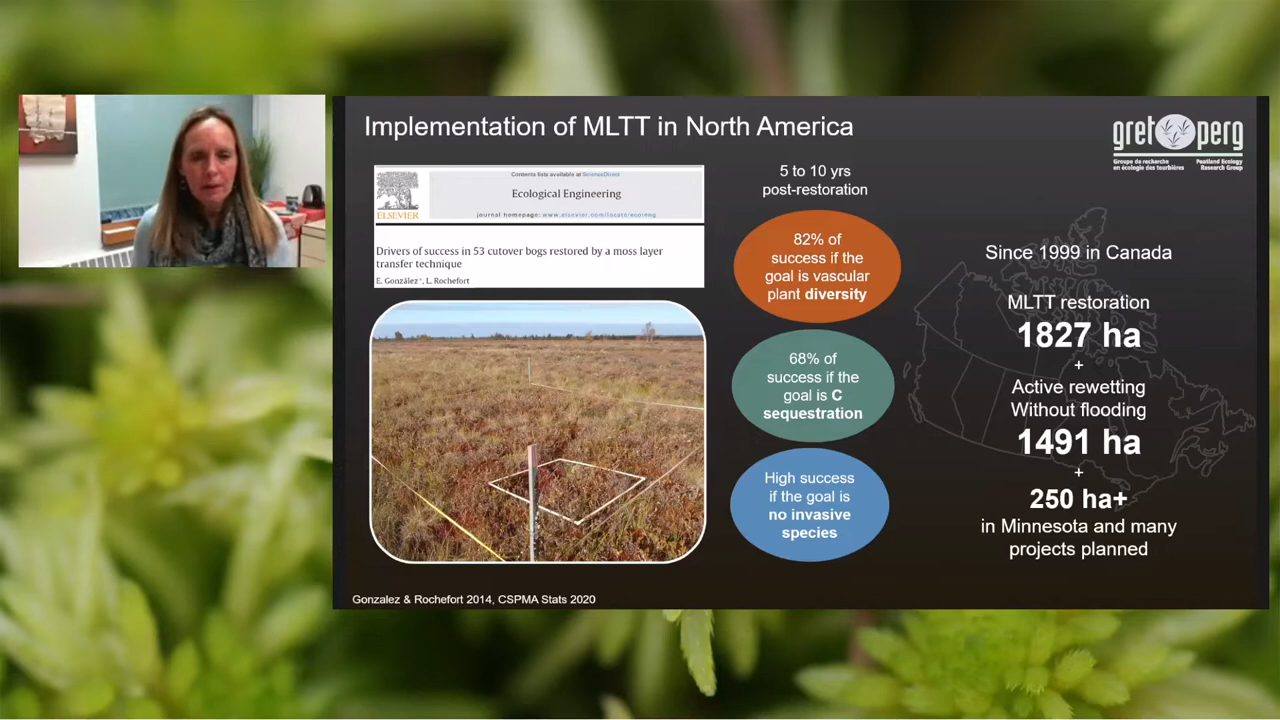 Implementation of MLTT in North America
gret perg
Groupe de recherche
en écologie des tourbières
Peatland Ecology
Research Group
Contents lists available at ScienceDirect
Ecological Engineering
journal homepage: www.elsevier.com/locate/ecoleng
ELSEVIER
Drivers of success in 53 cutover bogs restored by a moss layer
transfer technique
E. González*, L. Rochefort
5 to 10 yrs
post-restoration
82% of
success if the
goal is vascular
plant diversity
68% of
success if the
goal is C
sequestration
High success
if the goal is
no invasive
species
Since 1999 in Canada
MLTT restoration
1827 ha
+
Active rewetting
Without flooding
1491 ha
+
250 ha+
in Minnesota and many
projects planned
Gonzalez & Rochefort 2014, CSPMA Stats 2020